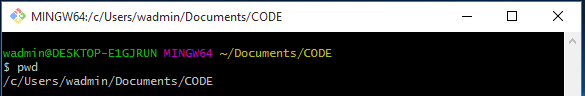 MINGW64:/c/Users/wadmin/Documents/CODE
wadmin@DESKTOP-E1GJRUN MINGW64 ~/Documents/CODE
$ pwd
/c/Users/wadmin/Documents/CODE